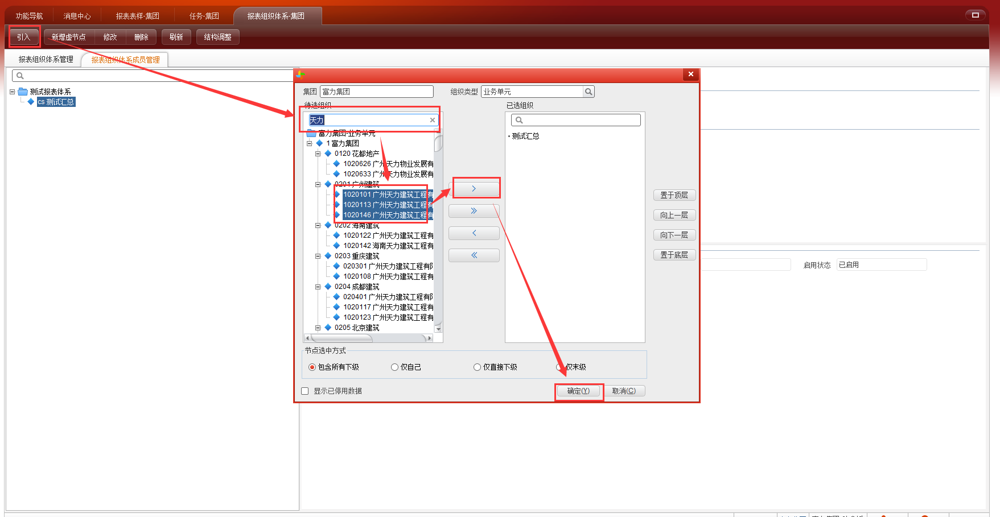 功能导航 消息中心 报表表样-集团 任务-集团 报表组织体系-集团
引入 新增虚节点 修改 删除 刷新 结构调整
报表组织体系管理 报表组织体系成员管理
测试报表体系
cs 测试汇总
集团 富力集团 组织类型 业务单元
待选组织 已选组织
天力
富力集团-业务单元
测试汇总
1 富力集团
0120 花都地产
1020626 广州天力物业发展有
1020633 广州天力物业发展有
0201 广州建筑
1020101 广州天力建筑工程有
1020113 广州天力建筑工程有
1020146 广州天力建筑工程有
0202 海南建筑
1020122 广州天力建筑工程有
1020142 海南天力建筑工程有
0203 重庆建筑
020301 广州天力建筑工程有
1020108 广州天力建筑工程有
0204 成都建筑
020401 广州天力建筑工程有
1020117 广州天力建筑工程有
1020123 广州天力建筑工程有
0205 北京建筑
>
>>
<
<<
置于顶层
向上一层
向下一层
置于底层
启用状态 已启用
节点选中方式
包含所有下级 仅自己 仅直接下级 仅末级
显示已停用数据
确定(Y) 取消(C)